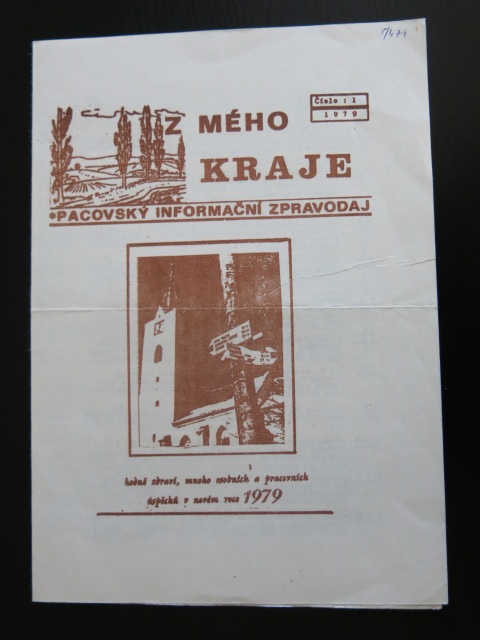 Číslo : 1
1979
Z MÉHO
KRAJE
PACOVSKÝ INFORMAČNÍ ZPRAVODAJ
hodně zdraví, mnoho osobních a pracovních
úspěchů v novém roce 1979